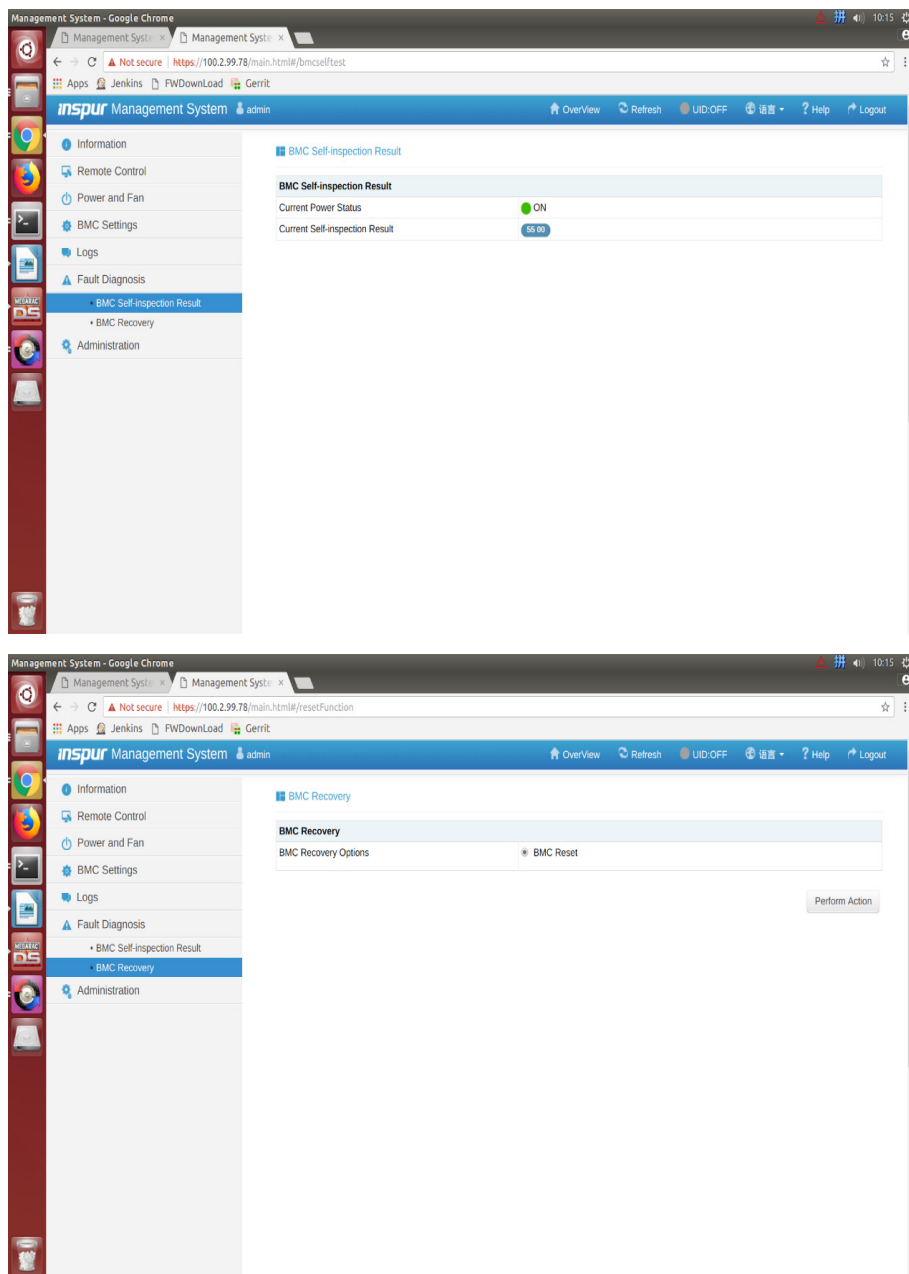 Management System - Google Chrome
拼 10:15
Management Syste × Management Syste ×
Not secure https://100.2.99.78/main.html#/bmcselftest
Apps Jenkins FWDownLoad Gerrit
inspur Management System admin OverView Refresh UID:OFF 语言 Help Logout
Information
BMC Self-inspection Result
Remote Control
BMC Self-inspection Result
Power and Fan
Current Power Status ON
BMC Settings
Current Self-inspection Result 55 00
Logs
Fault Diagnosis
• BMC Self-inspection Result
• BMC Recovery
Administration
Management System - Google Chrome
拼 10:15
Management Syste × Management Syste ×
Not secure https://100.2.99.78/main.html#/resetFunction
Apps Jenkins FWDownLoad Gerrit
inspur Management System admin OverView Refresh UID:OFF 语言 Help Logout
Information
BMC Recovery
Remote Control
BMC Recovery
Power and Fan
BMC Recovery Options BMC Reset
BMC Settings
Logs
Perform Action
Fault Diagnosis
• BMC Self-inspection Result
• BMC Recovery
Administration